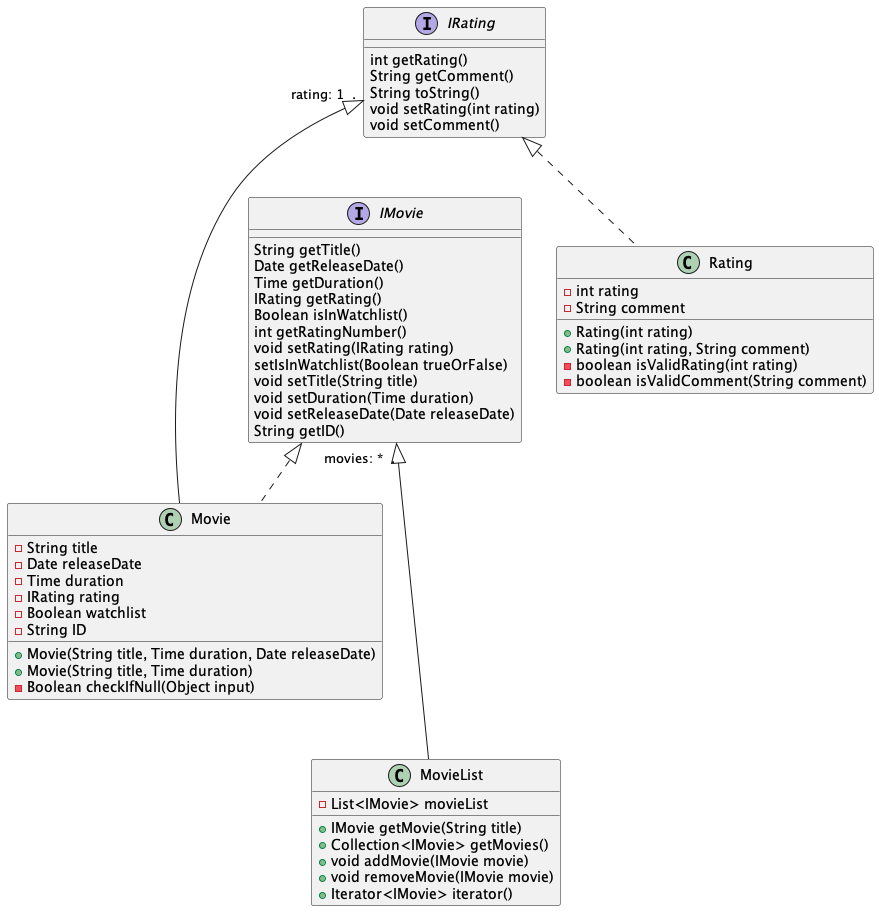 I IRating
int getRating()
String getComment()
String toString()
void setRating(int rating)
void setComment()
rating: 1 .
I IMovie
String getTitle()
Date getReleaseDate()
Time getDuration()
IRating getRating()
Boolean isInWatchlist()
int getRatingNumber()
void setRating(IRating rating)
setIsInWatchlist(Boolean trueOrFalse)
void setTitle(String title)
void setDuration(Time duration)
void setReleaseDate(Date releaseDate)
String getID()
C Rating
int rating
String comment
Rating(int rating)
Rating(int rating, String comment)
boolean isValidRating(int rating)
boolean isValidComment(String comment)
movies: * .
C Movie
String title
Date releaseDate
Time duration
IRating rating
Boolean watchlist
String ID
Movie(String title, Time duration, Date releaseDate)
Movie(String title, Time duration)
Boolean checkIfNull(Object input)
C MovieList
List<IMovie> movieList
IMovie getMovie(String title)
Collection<IMovie> getMovies()
void addMovie(IMovie movie)
void removeMovie(IMovie movie)
Iterator<IMovie> iterator()